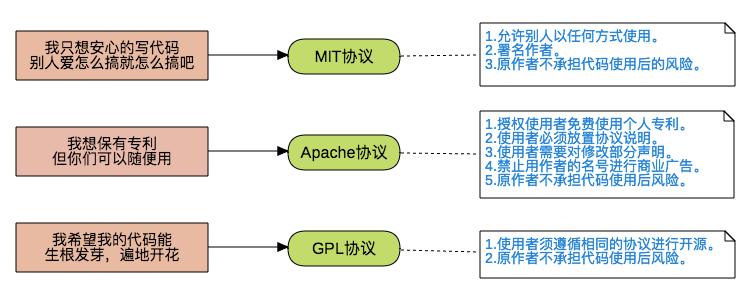 我只想安心的写代码
别人爱怎么搞就怎么搞吧
MIT协议
1.允许别人以任何方式使用。
2.署名作者。
3.原作者不承担代码使用后的风险。
我想保有专利
但你们可以随便用
Apache协议
1.授权使用者免费使用个人专利。
2.使用者必须放置协议说明。
3.使用者需要对修改部分声明。
4.禁止用作者的名号进行商业广告。
5.原作者不承担代码使用后风险。
我希望我的代码能
生根发芽，遍地开花
GPL协议
1.使用者须遵循相同的协议进行开源。
2.原作者不承担代码使用后风险。